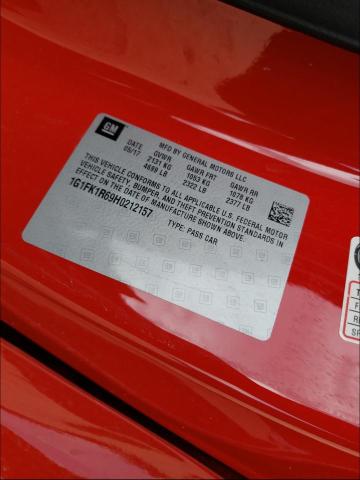 GM
MFD BY GENERAL MOTORS LLC
DATE GVWR GAWR FRT GAWR RR
05/17 2131 KG 1053 KG 1078 KG
4699 LB 2322 LB 2377 LB
THIS VEHICLE CONFORMS TO ALL APPLICABLE U.S. FEDERAL MOTOR
VEHICLE SAFETY, BUMPER, AND THEFT PREVENTION STANDARDS IN
EFFECT ON THE DATE OF MANUFACTURE SHOWN ABOVE.
1G1FK1R69H0212157
TYPE: PASS CAR